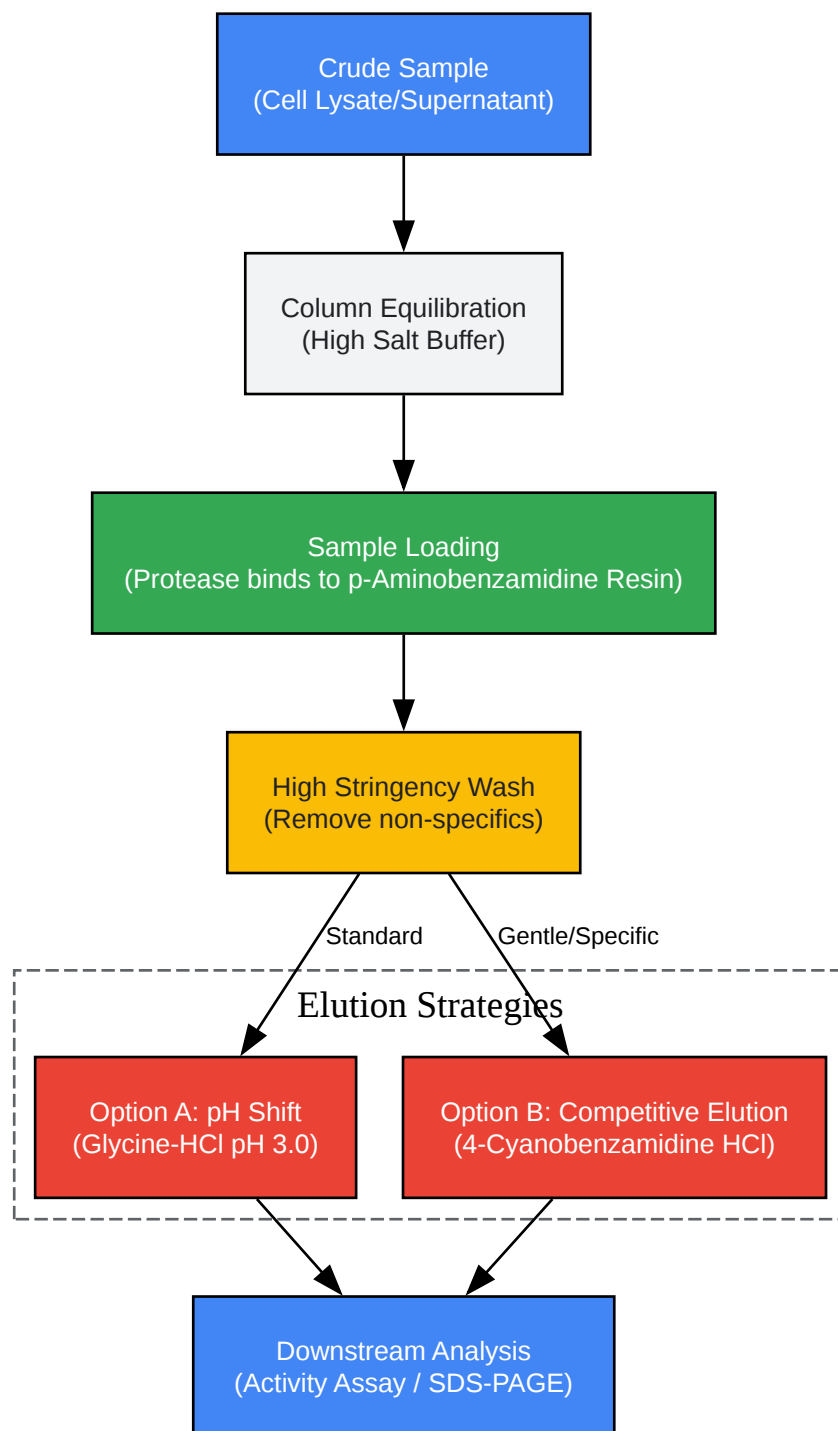 Crude Sample
(Cell Lysate/Supernatant)
Column Equilibration
(High Salt Buffer)
Sample Loading
(Protease binds to p-Aminobenzamidine Resin)
High Stringency Wash
(Remove non-specifics)
Standard
Gentle/Specific
Elution Strategies
Option A: pH Shift
(Glycine-HCl pH 3.0)
Option B: Competitive Elution
(4-Cyanobenzamidine HCl)
Downstream Analysis
(Activity Assay / SDS-PAGE)